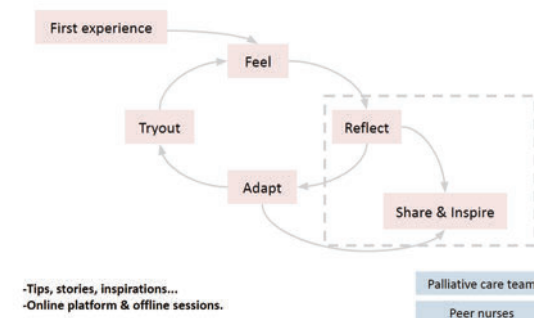 First experience
Feel
Tryout
Reflect
Adapt
Share & Inspire
-Tips, stories, inspirations...
-Online platform & offline sessions.
Palliative care team
Peer nurses